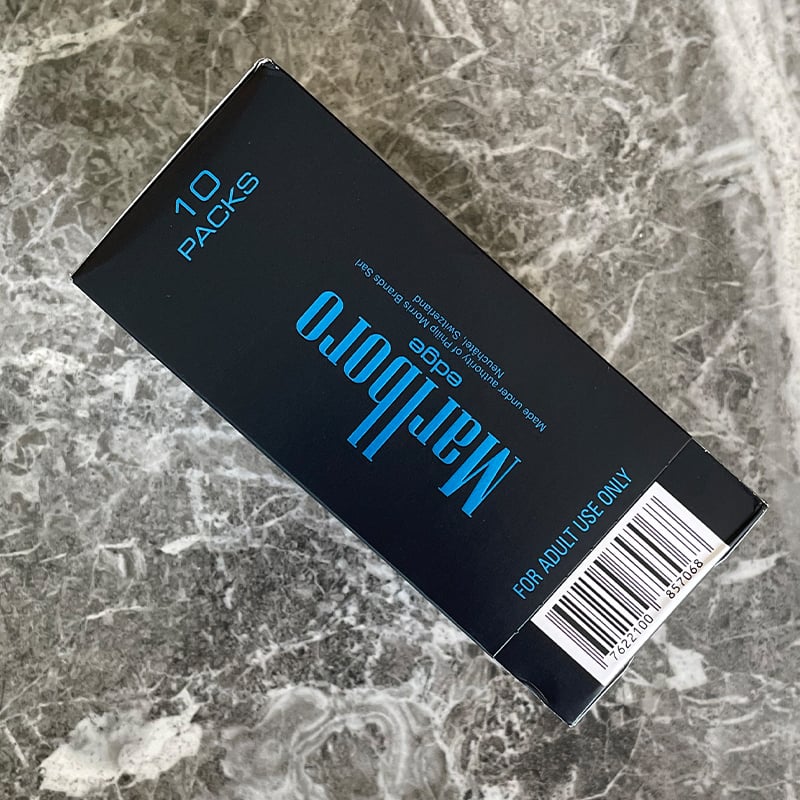 10
PACKS
Marlboro
edge
Made under authority of Philip Morris Brands Sàrl
Neuchâtel, Switzerland
FOR ADULT USE ONLY
7622100 857068